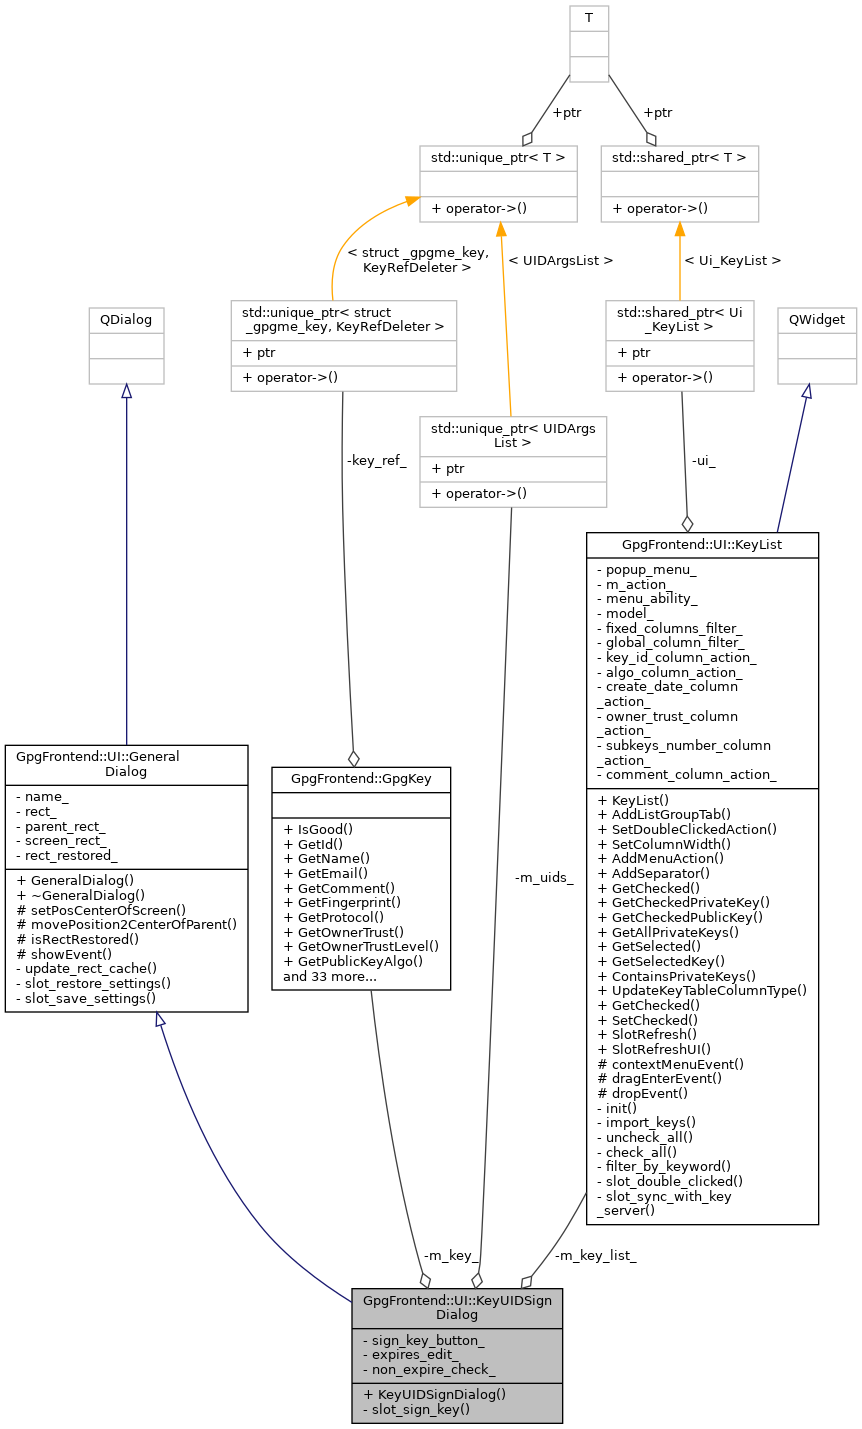 T
+ptr
+ptr
std::unique_ptr< T >
+ operator->()
std::shared_ptr< T >
+ operator->()
< struct _gpgme_key,
KeyRefDeleter >
< UIDArgsList >
< Ui_KeyList >
QDialog
std::unique_ptr< struct
_gpgme_key, KeyRefDeleter >
+ ptr
+ operator->()
std::shared_ptr< Ui
_KeyList >
+ ptr
+ operator->()
QWidget
std::unique_ptr< UIDArgs
List >
+ ptr
+ operator->()
-key_ref_
-ui_
GpgFrontend::UI::KeyList
- popup_menu_
- m_action_
- menu_ability_
- model_
- fixed_columns_filter_
- global_column_filter_
- key_id_column_action_
- algo_column_action_
- create_date_column
_action_
- owner_trust_column
_action_
- subkeys_number_column
_action_
- comment_column_action_
+ KeyList()
+ AddListGroupTab()
+ SetDoubleClickedAction()
+ SetColumnWidth()
+ AddMenuAction()
+ AddSeparator()
+ GetChecked()
+ GetCheckedPrivateKey()
+ GetCheckedPublicKey()
+ GetAllPrivateKeys()
+ GetSelected()
+ GetSelectedKey()
+ ContainsPrivateKeys()
+ UpdateKeyTableColumnType()
+ GetChecked()
+ SetChecked()
+ SlotRefresh()
+ SlotRefreshUI()
# contextMenuEvent()
# dragEnterEvent()
# dropEvent()
- init()
- import_keys()
- uncheck_all()
- check_all()
- filter_by_keyword()
- slot_double_clicked()
- slot_sync_with_key
_server()
GpgFrontend::UI::General
Dialog
- name_
- rect_
- parent_rect_
- screen_rect_
- rect_restored_
+ GeneralDialog()
+ ~GeneralDialog()
# setPosCenterOfScreen()
# movePosition2CenterOfParent()
# isRectRestored()
# showEvent()
- update_rect_cache()
- slot_restore_settings()
- slot_save_settings()
GpgFrontend::GpgKey
+ IsGood()
+ GetId()
+ GetName()
+ GetEmail()
+ GetComment()
+ GetFingerprint()
+ GetProtocol()
+ GetOwnerTrust()
+ GetOwnerTrustLevel()
+ GetPublicKeyAlgo()
and 33 more...
-m_uids_
-m_key_
-m_key_list_
GpgFrontend::UI::KeyUIDSign
Dialog
- sign_key_button_
- expires_edit_
- non_expire_check_
+ KeyUIDSignDialog()
- slot_sign_key()